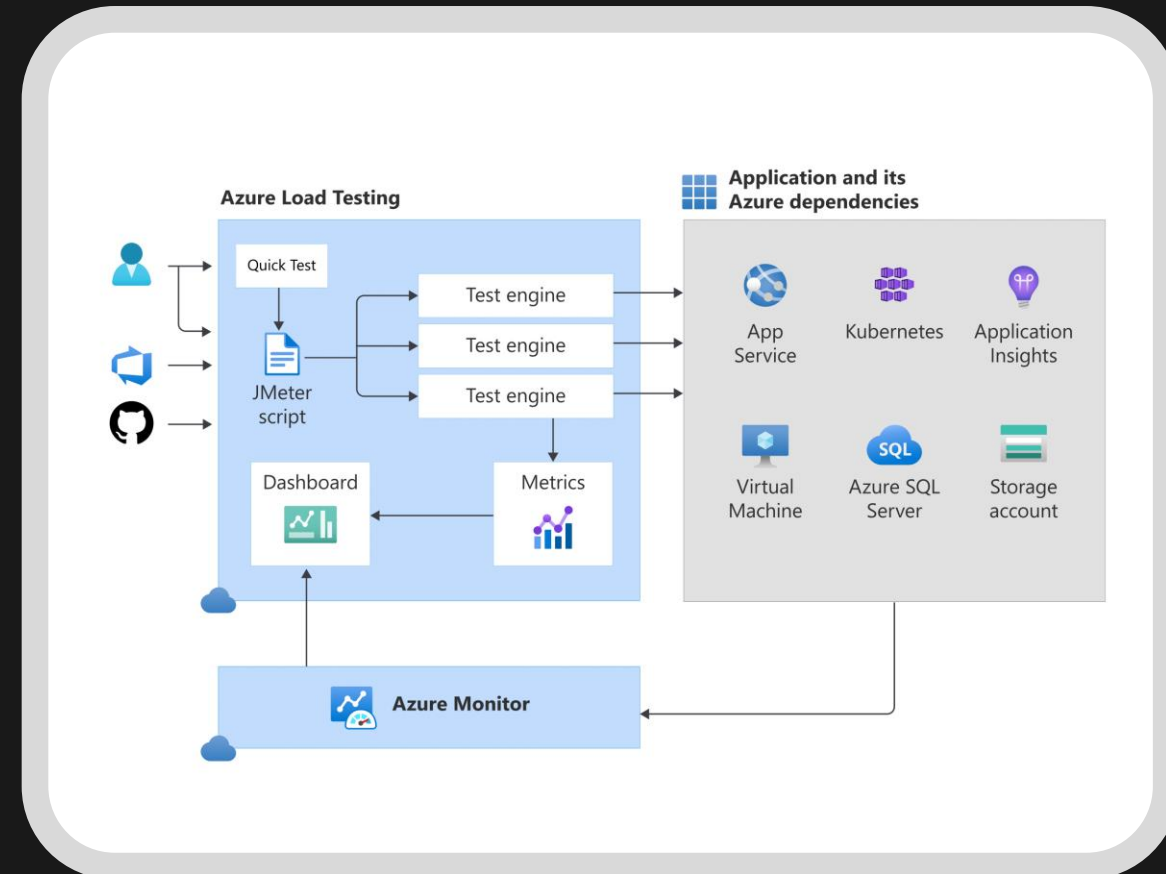 Azure Load Testing
Application and its
Azure dependencies
Quick Test
JMeter
script
Test engine
Test engine
Test engine
Dashboard
Metrics
App
Service
Kubernetes
Application
Insights
Virtual
Machine
SQL
Azure SQL
Server
Storage
account
Azure Monitor